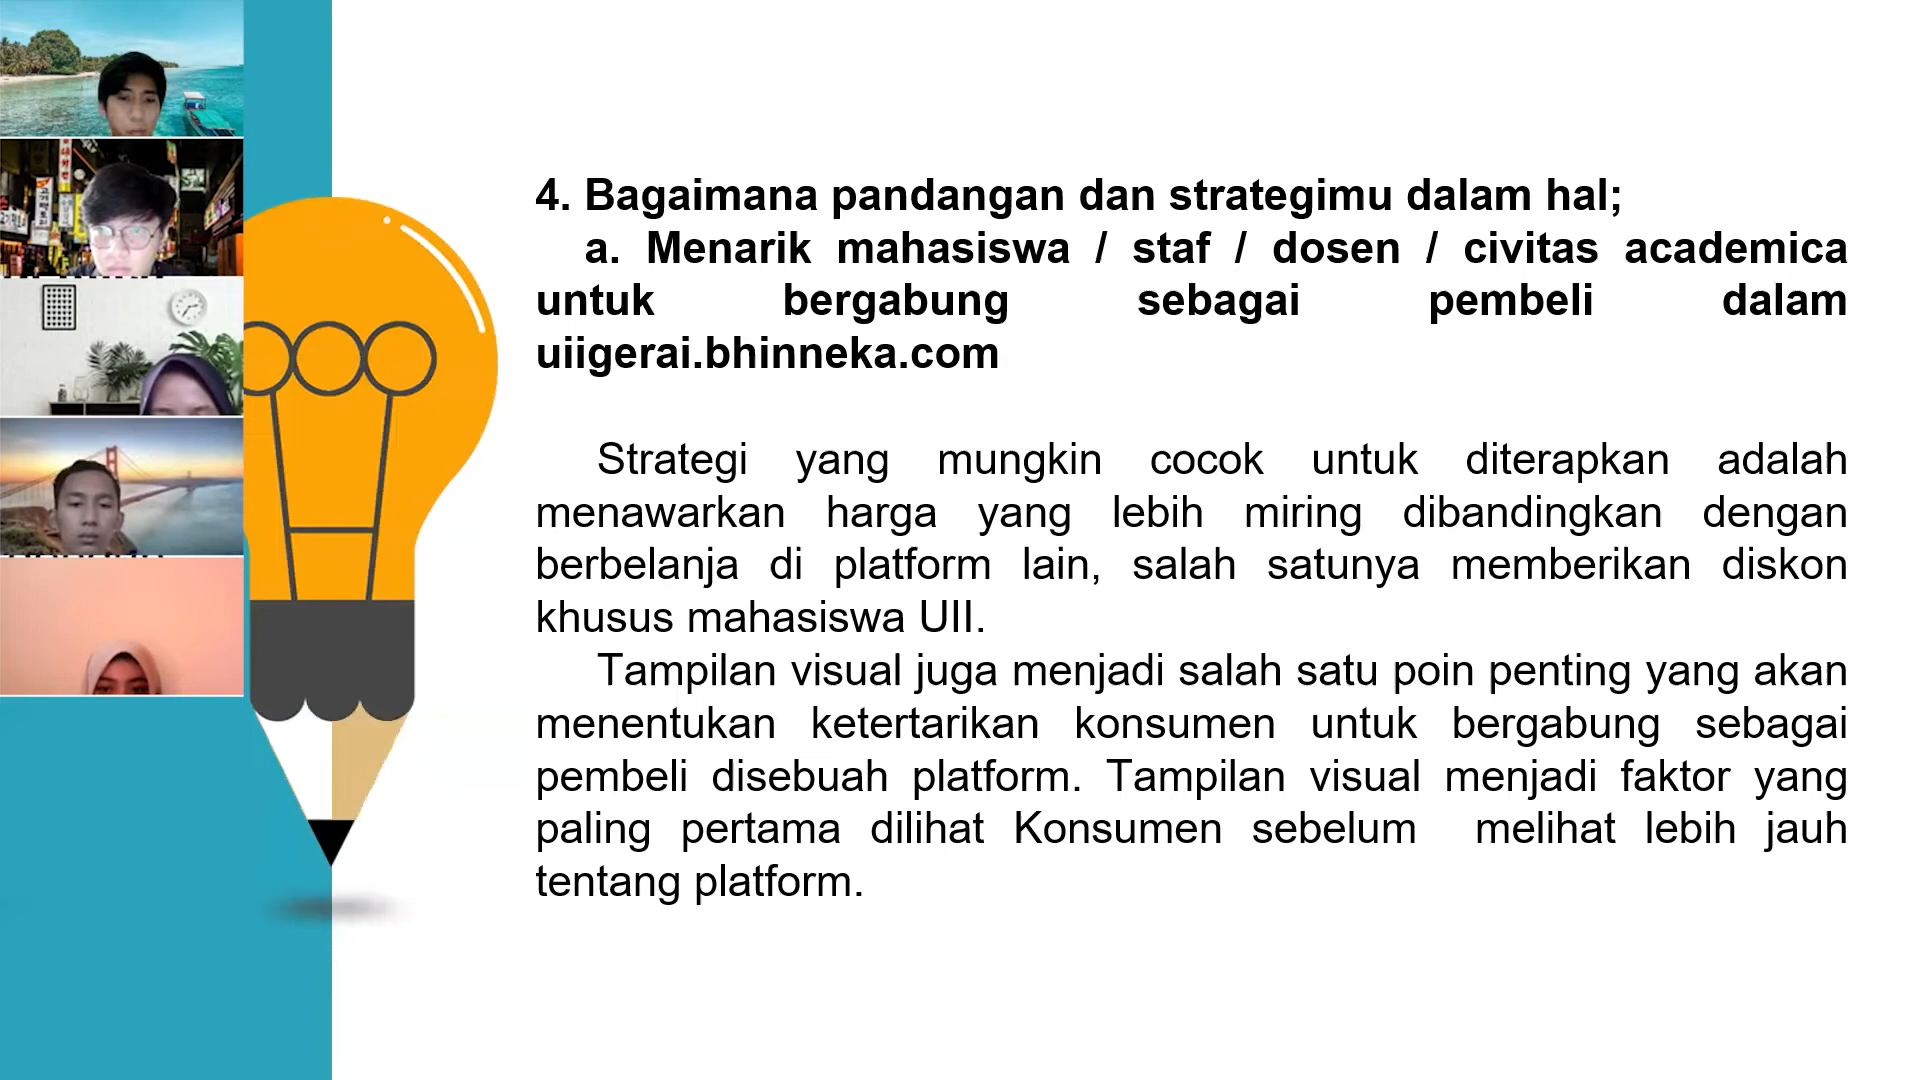 4. Bagaimana pandangan dan strategimu dalam hal;
a. Menarik mahasiswa / staf / dosen / civitas academica
untuk bergabung sebagai pembeli dalam
uiigerai.bhinneka.com
Strategi yang mungkin cocok untuk diterapkan adalah
menawarkan harga yang lebih miring dibandingkan dengan
berbelanja di platform lain, salah satunya memberikan diskon
khusus mahasiswa UII.
Tampilan visual juga menjadi salah satu poin penting yang akan
menentukan ketertarikan konsumen untuk bergabung sebagai
pembeli disebuah platform. Tampilan visual menjadi faktor yang
paling pertama dilihat Konsumen sebelum melihat lebih jauh
tentang platform.